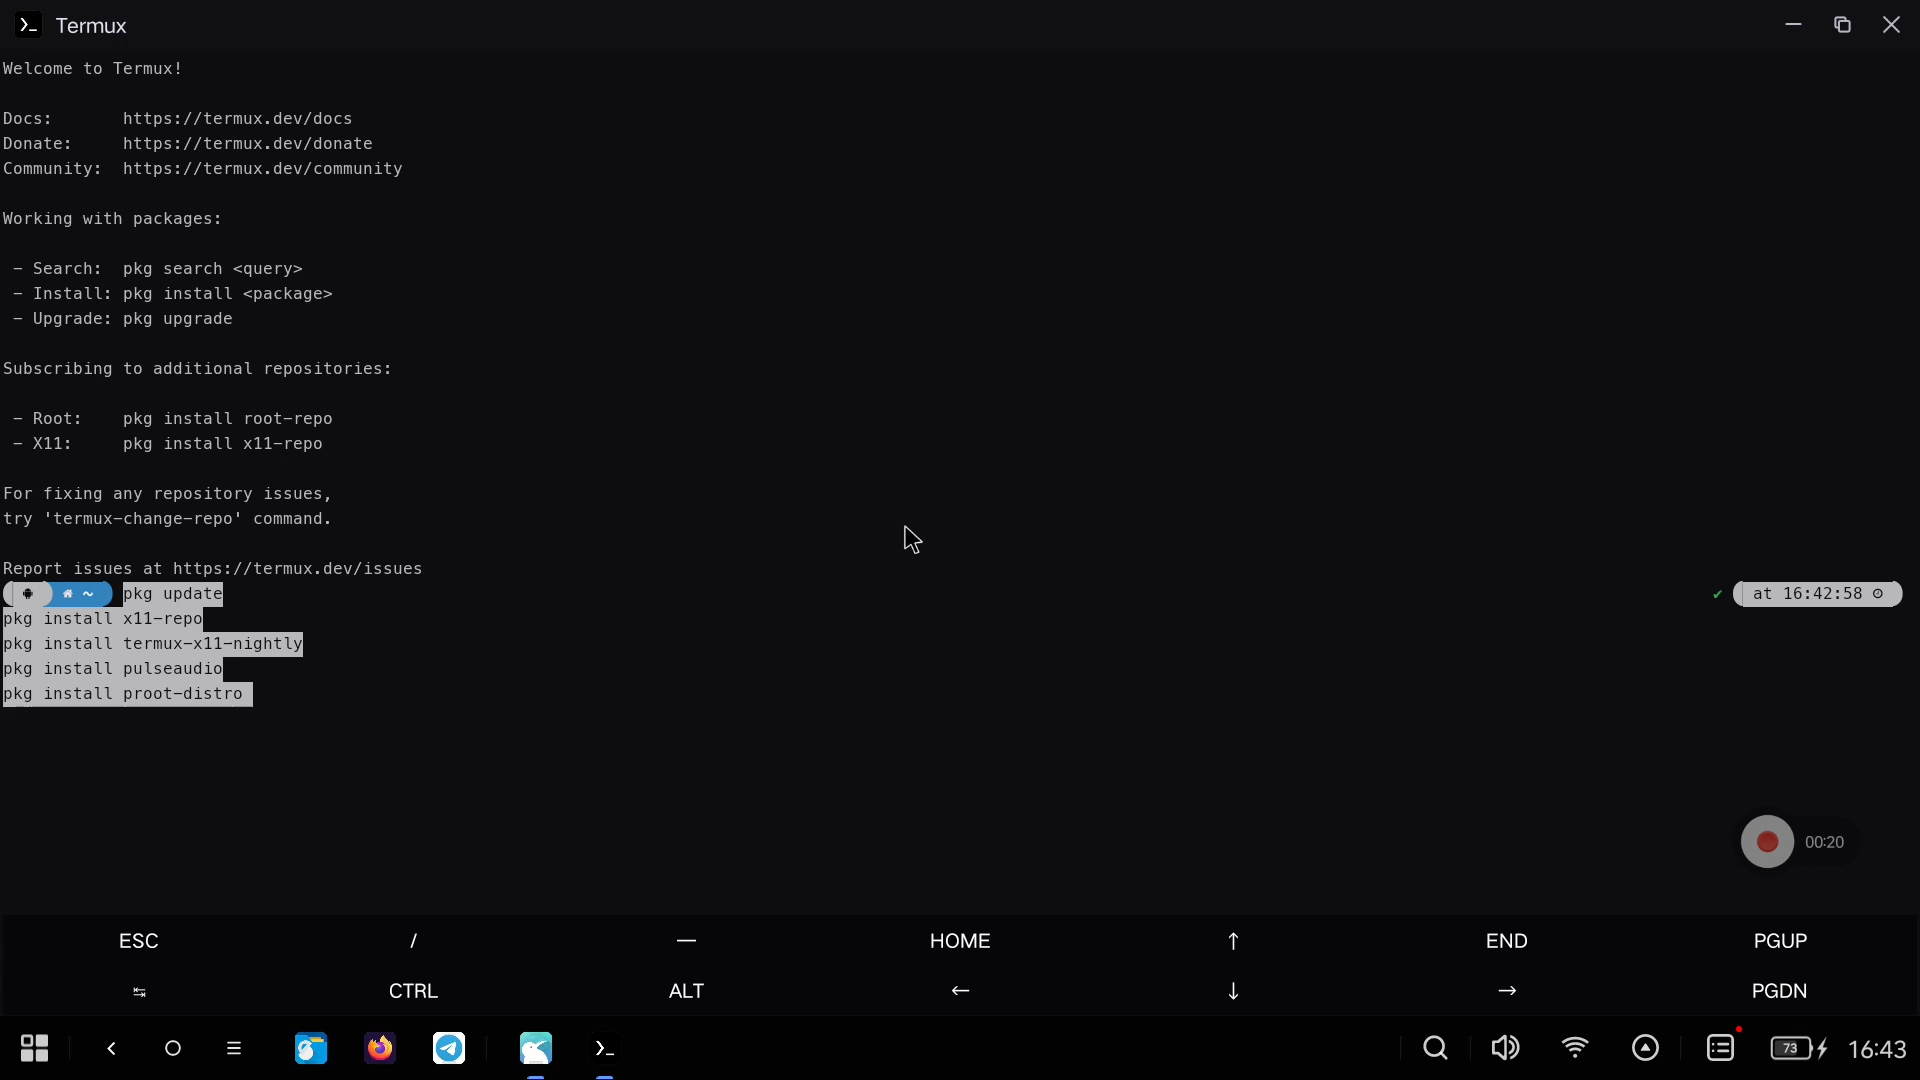 Termux
Welcome to Termux!
Docs: https://termux.dev/docs
Donate: https://termux.dev/donate
Community: https://termux.dev/community
Working with packages:
- Search: pkg search <query>
- Install: pkg install <package>
- Upgrade: pkg upgrade
Subscribing to additional repositories:
- Root: pkg install root-repo
- X11: pkg install x11-repo
For fixing any repository issues,
try 'termux-change-repo' command.
Report issues at https://termux.dev/issues
~ pkg update ✔ at 16:42:58
pkg install x11-repo
pkg install termux-x11-nightly
pkg install pulseaudio
pkg install proot-distro
00:20
ESC / — HOME ↑ END PGUP
↹ CTRL ALT ← ↓ → PGDN
73 16:43